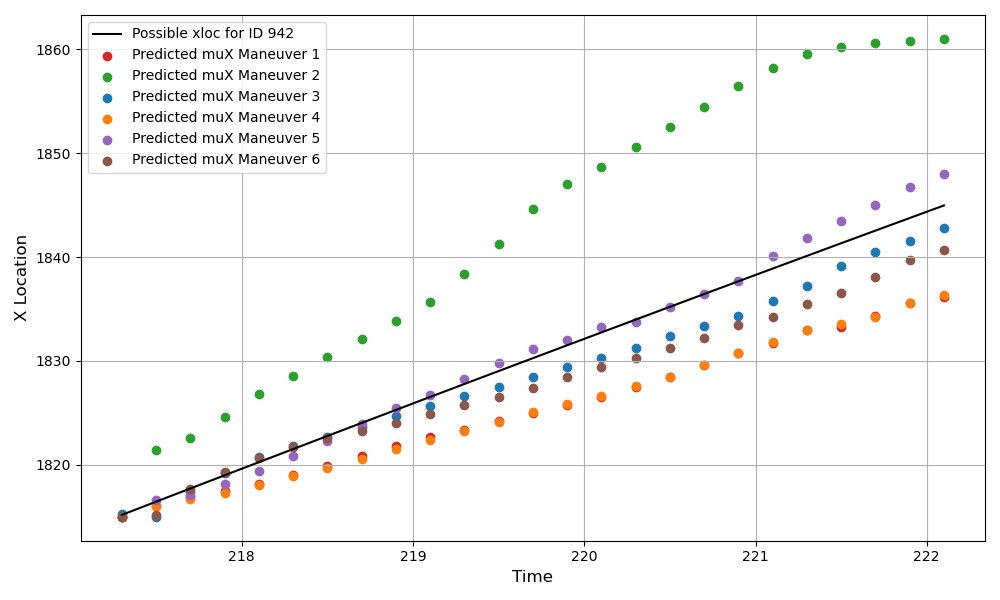 Possible xloc for ID 942
Predicted muX Maneuver 1
Predicted muX Maneuver 2
Predicted muX Maneuver 3
Predicted muX Maneuver 4
Predicted muX Maneuver 5
Predicted muX Maneuver 6
1860
1850
1840
1830
1820
X Location
218 219 220 221 222
Time